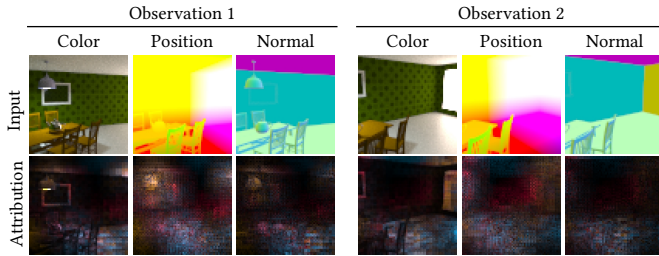 Observation 1 Observation 2
Color Position Normal Color Position Normal
Input
Attribution